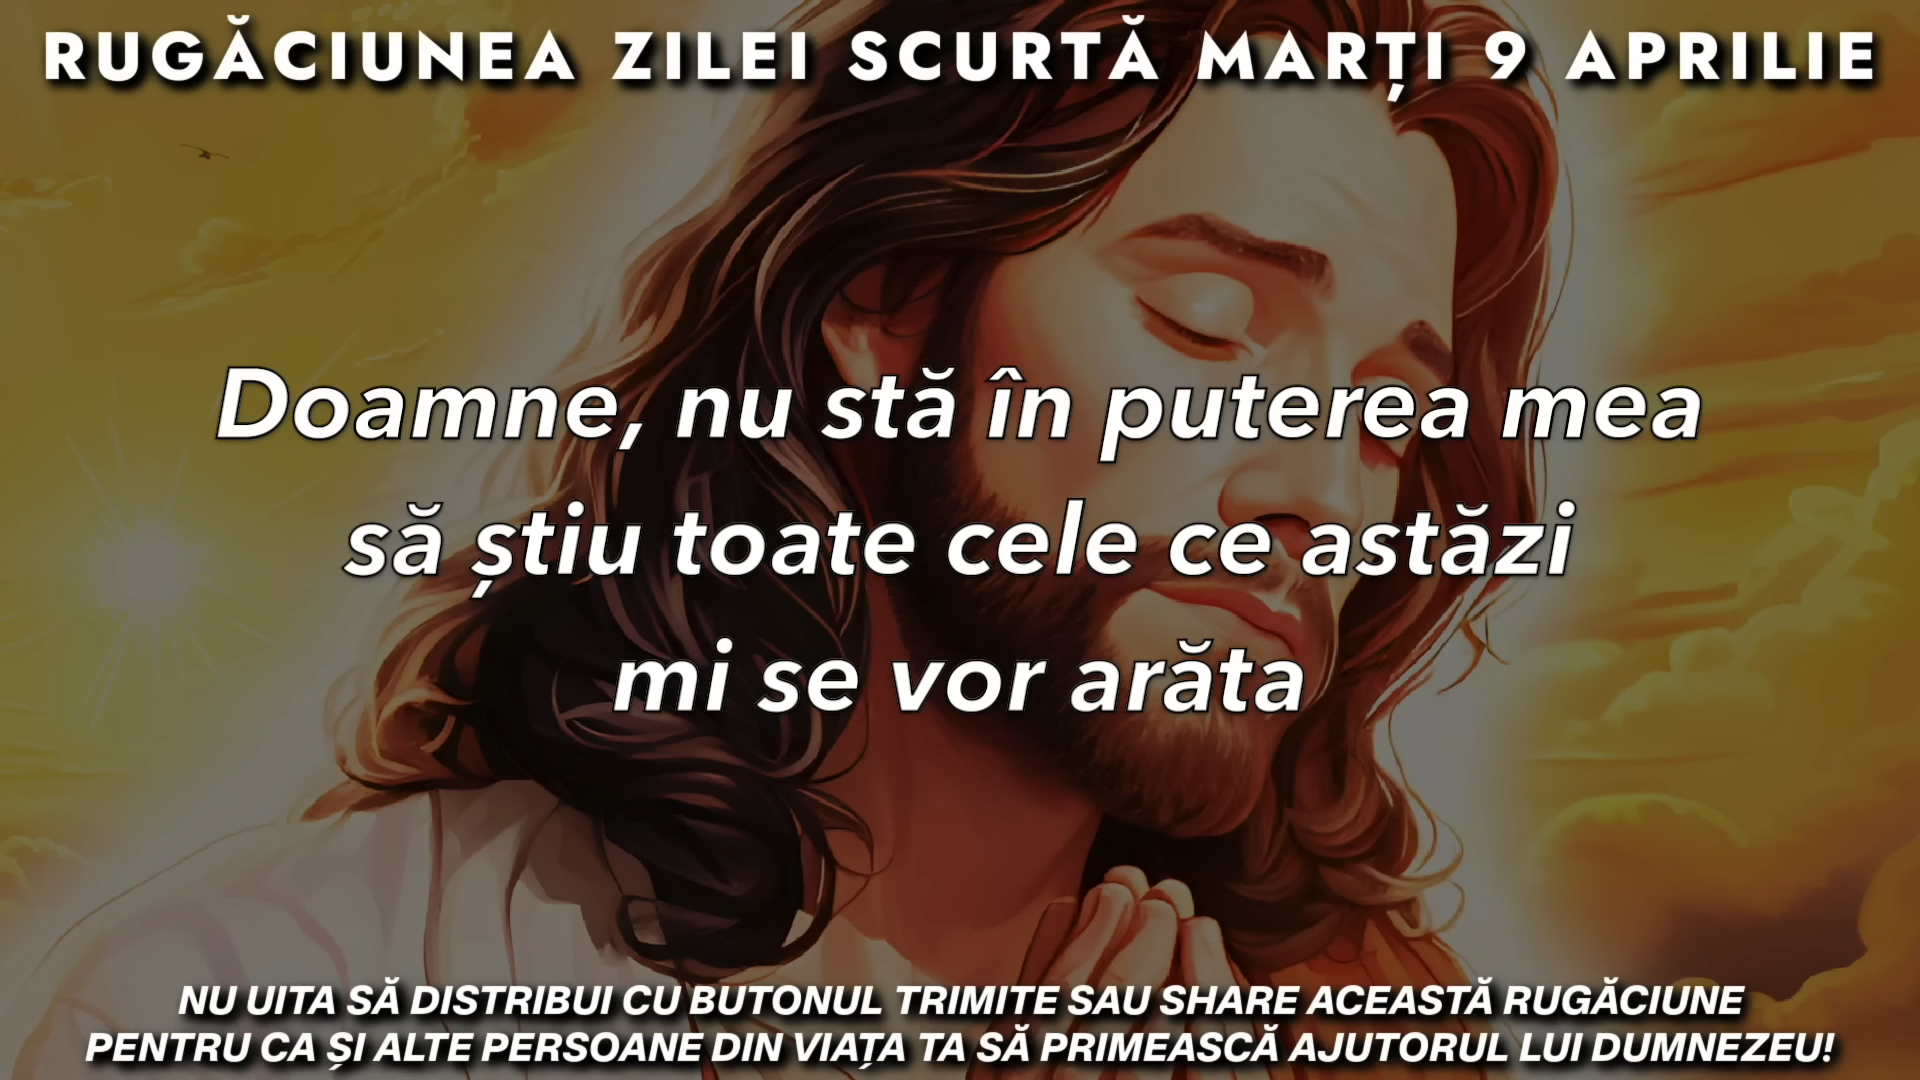 RUGĂCIUNEA ZILEI SCURTĂ MARȚI 9 APRILIE
Doamne, nu stă în puterea mea
să știu toate cele ce astăzi
mi se vor arăta
NU UITA SĂ DISTRIBUI CU BUTONUL TRIMITE SAU SHARE ACEASTĂ RUGĂCIUNE
PENTRU CA ȘI ALTE PERSOANE DIN VIAȚA TA SĂ PRIMEASCĂ AJUTORUL LUI DUMNEZEU!